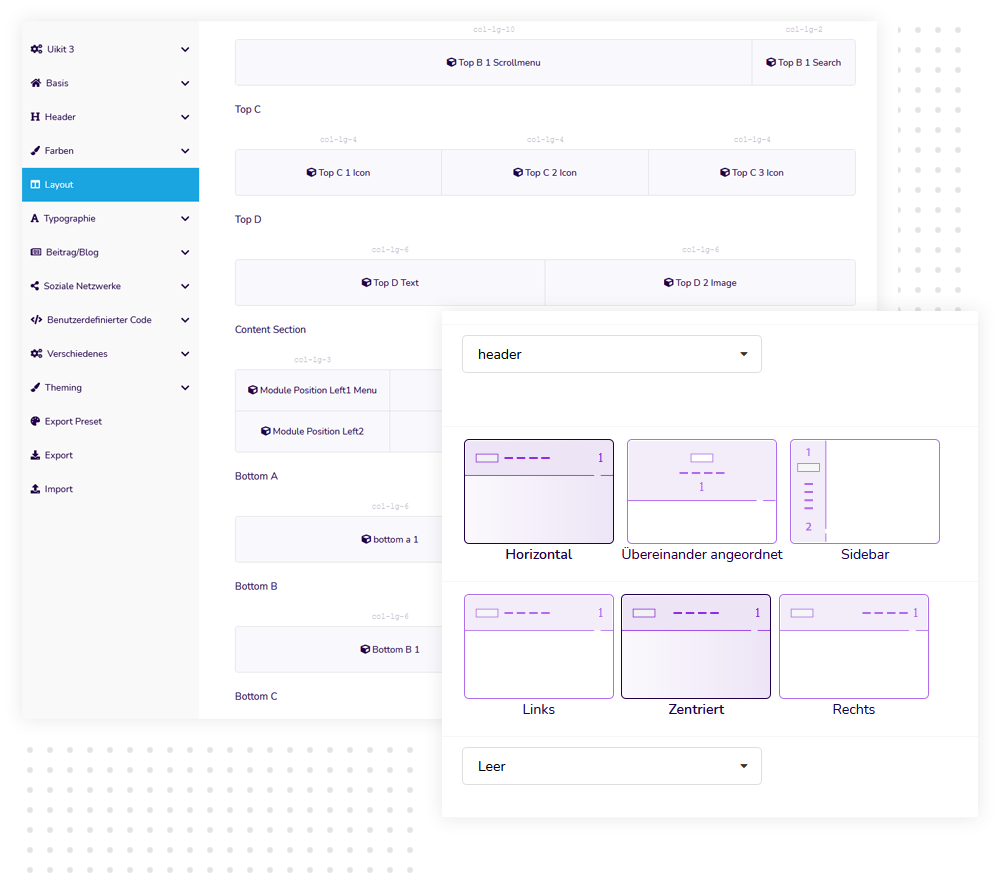 Uikit 3
Basis
Header
Farben
Layout
Typographie
Beitrag/Blog
Soziale Netzwerke
Benutzerdefinierter Code
Verschiedenes
Theming
Export Preset
Export
Import
col-lg-10 col-lg-2
Top B 1 Scrollmenu Top B 1 Search
Top C
col-lg-4 col-lg-4 col-lg-4
Top C 1 Icon Top C 2 Icon Top C 3 Icon
Top D
col-lg-6 col-lg-6
Top D Text Top D 2 Image
Content Section
col-lg-3
Module Position Left1 Menu
Module Position Left2
Bottom A
col-lg-6
bottom a 1
Bottom B
col-lg-6
Bottom B 1
Bottom C
header
1 1 1 2
Horizontal Übereinander angeordnet Sidebar
1 1 1
Links Zentriert Rechts
Leer